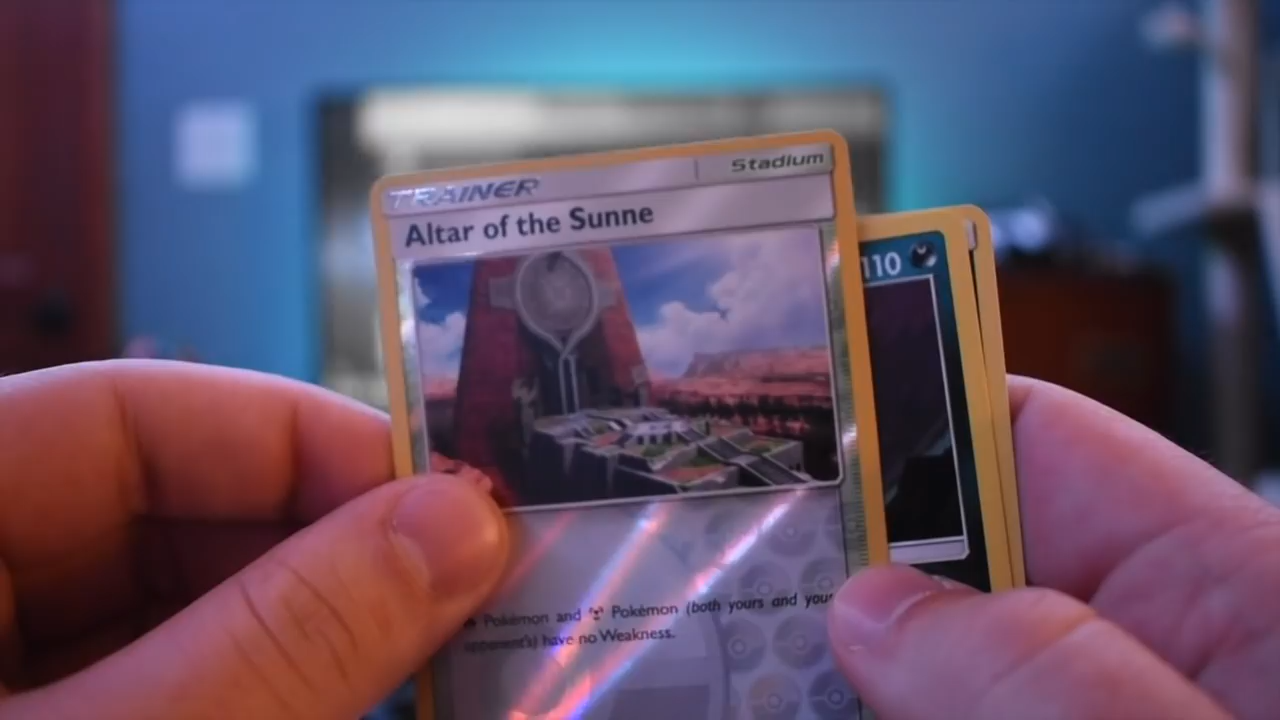 TRAINER
Stadium
Altar of the Sunne
110
Pokémon and Pokémon (both yours and your
opponent's) have no Weakness.